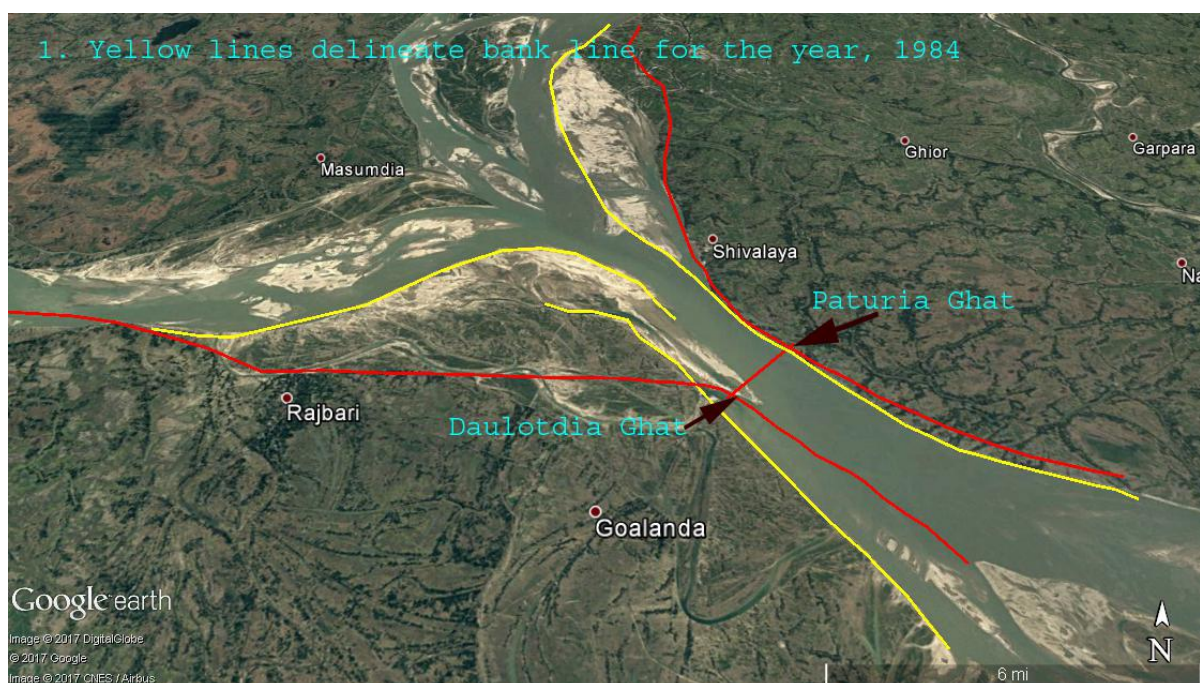 1. Yellow lines delineate bank line for the year, 1984
Masumdia
Ghior
Garpara
Shivalaya
Na
Paturia Ghat
Rajbari
Daulotdia Ghat
Goalanda
Google earth
Image © 2017 DigitalGlobe
© 2017 Google
Image © 2017 CNES / Airbus
N
6 mi